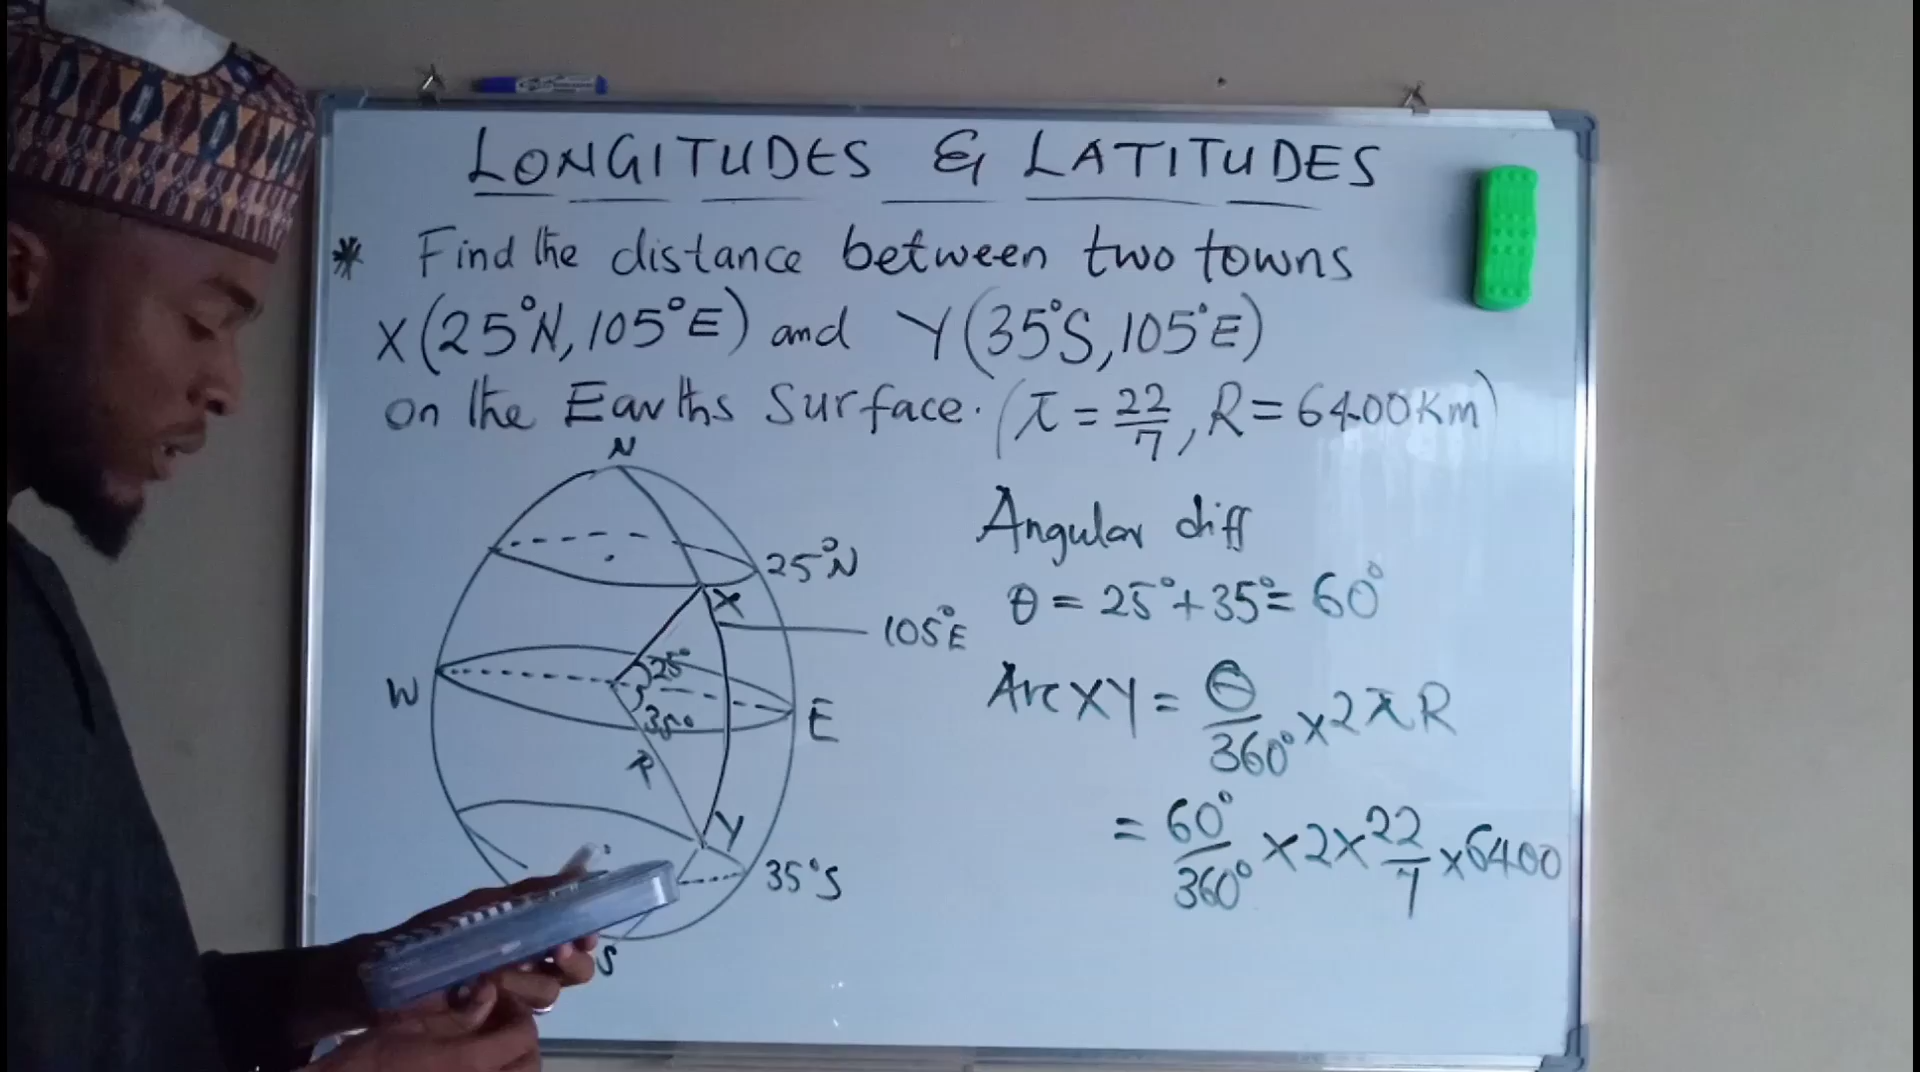 LONGITUDES & LATITUDES
* Find the distance between two towns
X(25°N, 105°E) and Y(35°S, 105°E)
on the Earths Surface. (π = 22/7, R = 6400km)
N
25°N
X
105°E
25°
W
E
35°
R
Y
35°S
S
Angular diff
θ = 25° + 35° = 60°
Arc XY = θ/360° × 2πR
= 60°/360° × 2 × 22/7 × 6400